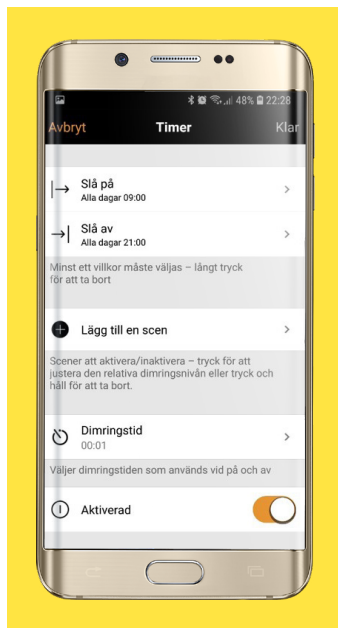 48% 22:28
Avbryt Timer Klar
Slå på
Alla dagar 09:00
Slå av
Alla dagar 21:00
Minst ett villkor måste väljas – långt tryck
för att ta bort
Lägg till en scen
Scener att aktivera/inaktivera – tryck för att
justera den relativa dimringsnivån eller tryck och
håll för att ta bort.
Dimringstid
00:01
Väljer dimringstiden som används vid på och av
Aktiverad